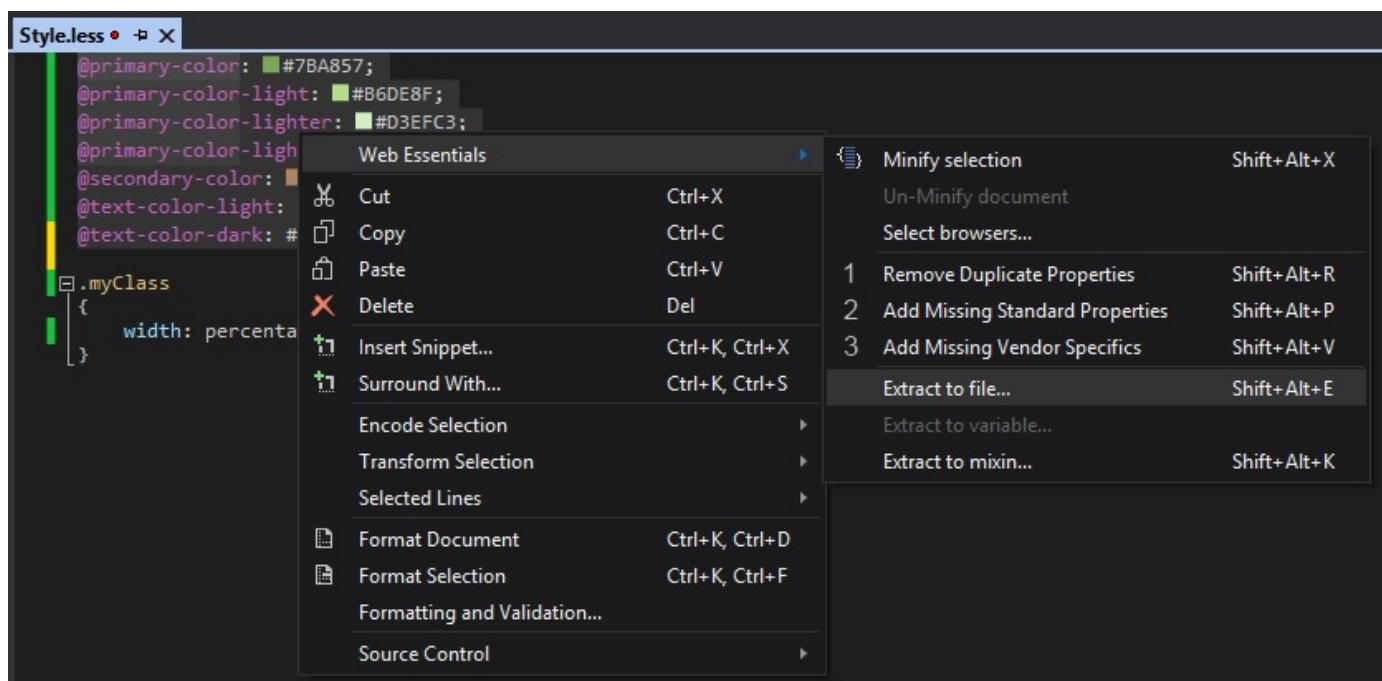 Style.less
@primary-color: #7BA857;
@primary-color-light: #B6DE8F;
@primary-color-lighter: #D3EFC3;
@primary-color-ligh
@secondary-color:
@text-color-light:
@text-color-dark: #
.myClass
{
width: percenta
}
Web Essentials
Cut Ctrl+X
Copy Ctrl+C
Paste Ctrl+V
Delete Del
Insert Snippet... Ctrl+K, Ctrl+X
Surround With... Ctrl+K, Ctrl+S
Encode Selection
Transform Selection
Selected Lines
Format Document Ctrl+K, Ctrl+D
Format Selection Ctrl+K, Ctrl+F
Formatting and Validation...
Source Control
Minify selection Shift+Alt+X
Un-Minify document
Select browsers...
1 Remove Duplicate Properties Shift+Alt+R
2 Add Missing Standard Properties Shift+Alt+P
3 Add Missing Vendor Specifics Shift+Alt+V
Extract to file... Shift+Alt+E
Extract to variable...
Extract to mixin... Shift+Alt+K